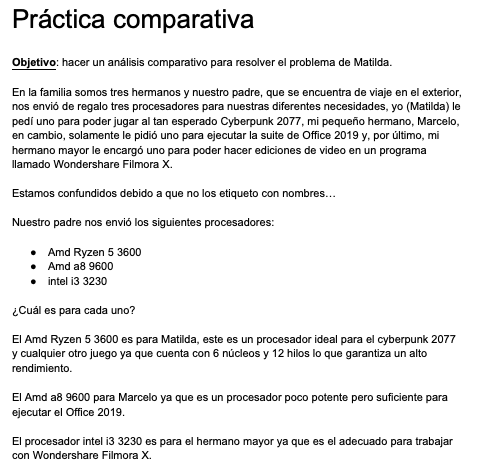 Práctica comparativa
Objetivo: hacer un análisis comparativo para resolver el problema de Matilda.
En la familia somos tres hermanos y nuestro padre, que se encuentra de viaje en el exterior,
nos envió de regalo tres procesadores para nuestras diferentes necesidades, yo (Matilda) le
pedí uno para poder jugar al tan esperado Cyberpunk 2077, mi pequeño hermano, Marcelo,
en cambio, solamente le pidió uno para ejecutar la suite de Office 2019 y, por último, mi
hermano mayor le encargó uno para poder hacer ediciones de video en un programa
llamado Wondershare Filmora X.
Estamos confundidos debido a que no los etiqueto con nombres…
Nuestro padre nos envió los siguientes procesadores:
● Amd Ryzen 5 3600
● Amd a8 9600
● intel i3 3230
¿Cuál es para cada uno?
El Amd Ryzen 5 3600 es para Matilda, este es un procesador ideal para el cyberpunk 2077
y cualquier otro juego ya que cuenta con 6 núcleos y 12 hilos lo que garantiza un alto
rendimiento.
El Amd a8 9600 para Marcelo ya que es un procesador poco potente pero suficiente para
ejecutar el Office 2019.
El procesador intel i3 3230 es para el hermano mayor ya que es el adecuado para trabajar
con Wondershare Filmora X.